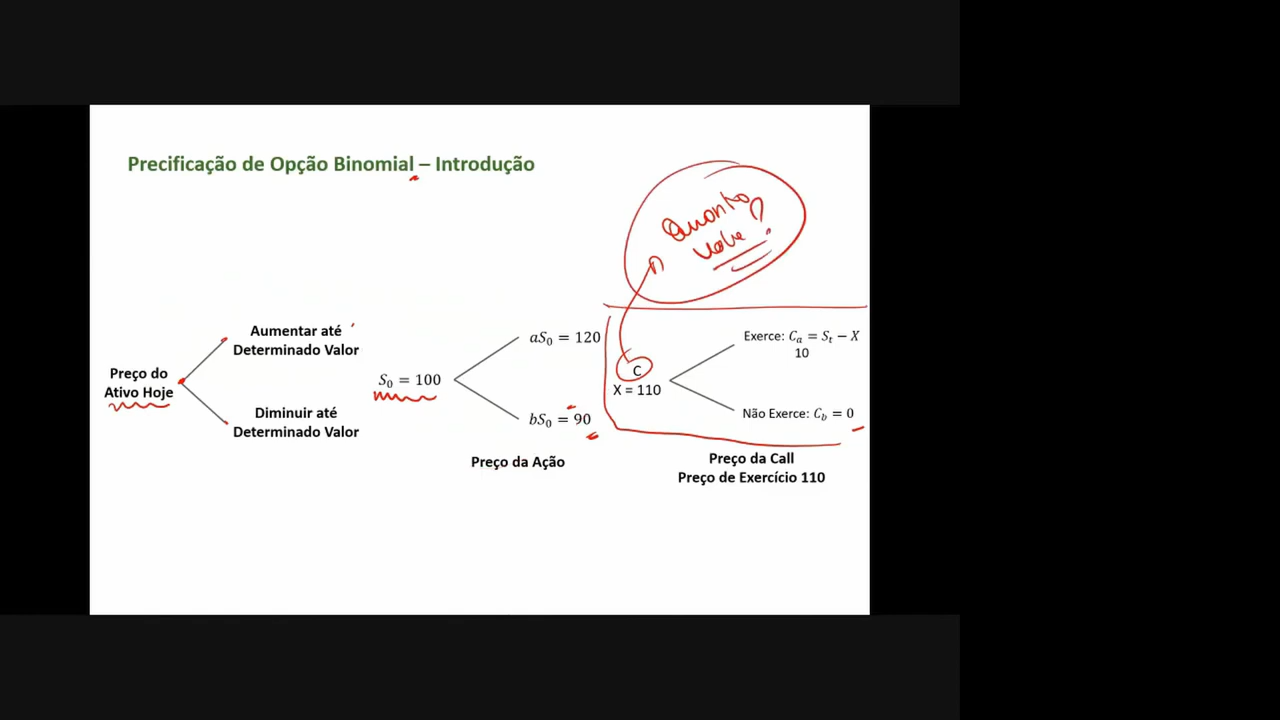 Precificação de Opção Binomial – Introdução
Quanto
vale?
Aumentar até
Determinado Valor
Preço do
Ativo Hoje
Diminuir até
Determinado Valor
S₀ = 100
aS₀ = 120
bS₀ = 90
Preço da Ação
C
X = 110
Exerce: Cₐ = Sₜ − X
10
Não Exerce: C_b = 0
Preço da Call
Preço de Exercício 110